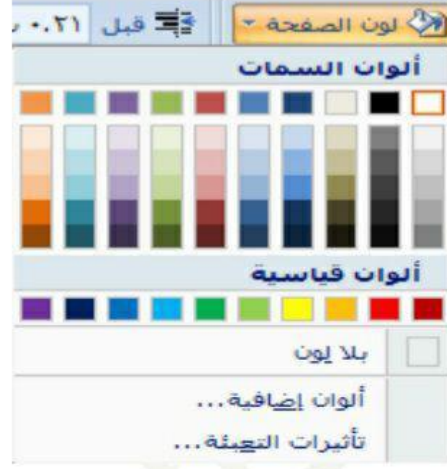 لون الصفحة قبل ٠.٢١
ألوان السمات
ألوان قياسية
بلا لون
ألوان إضافية...
تأثيرات التعبئة...